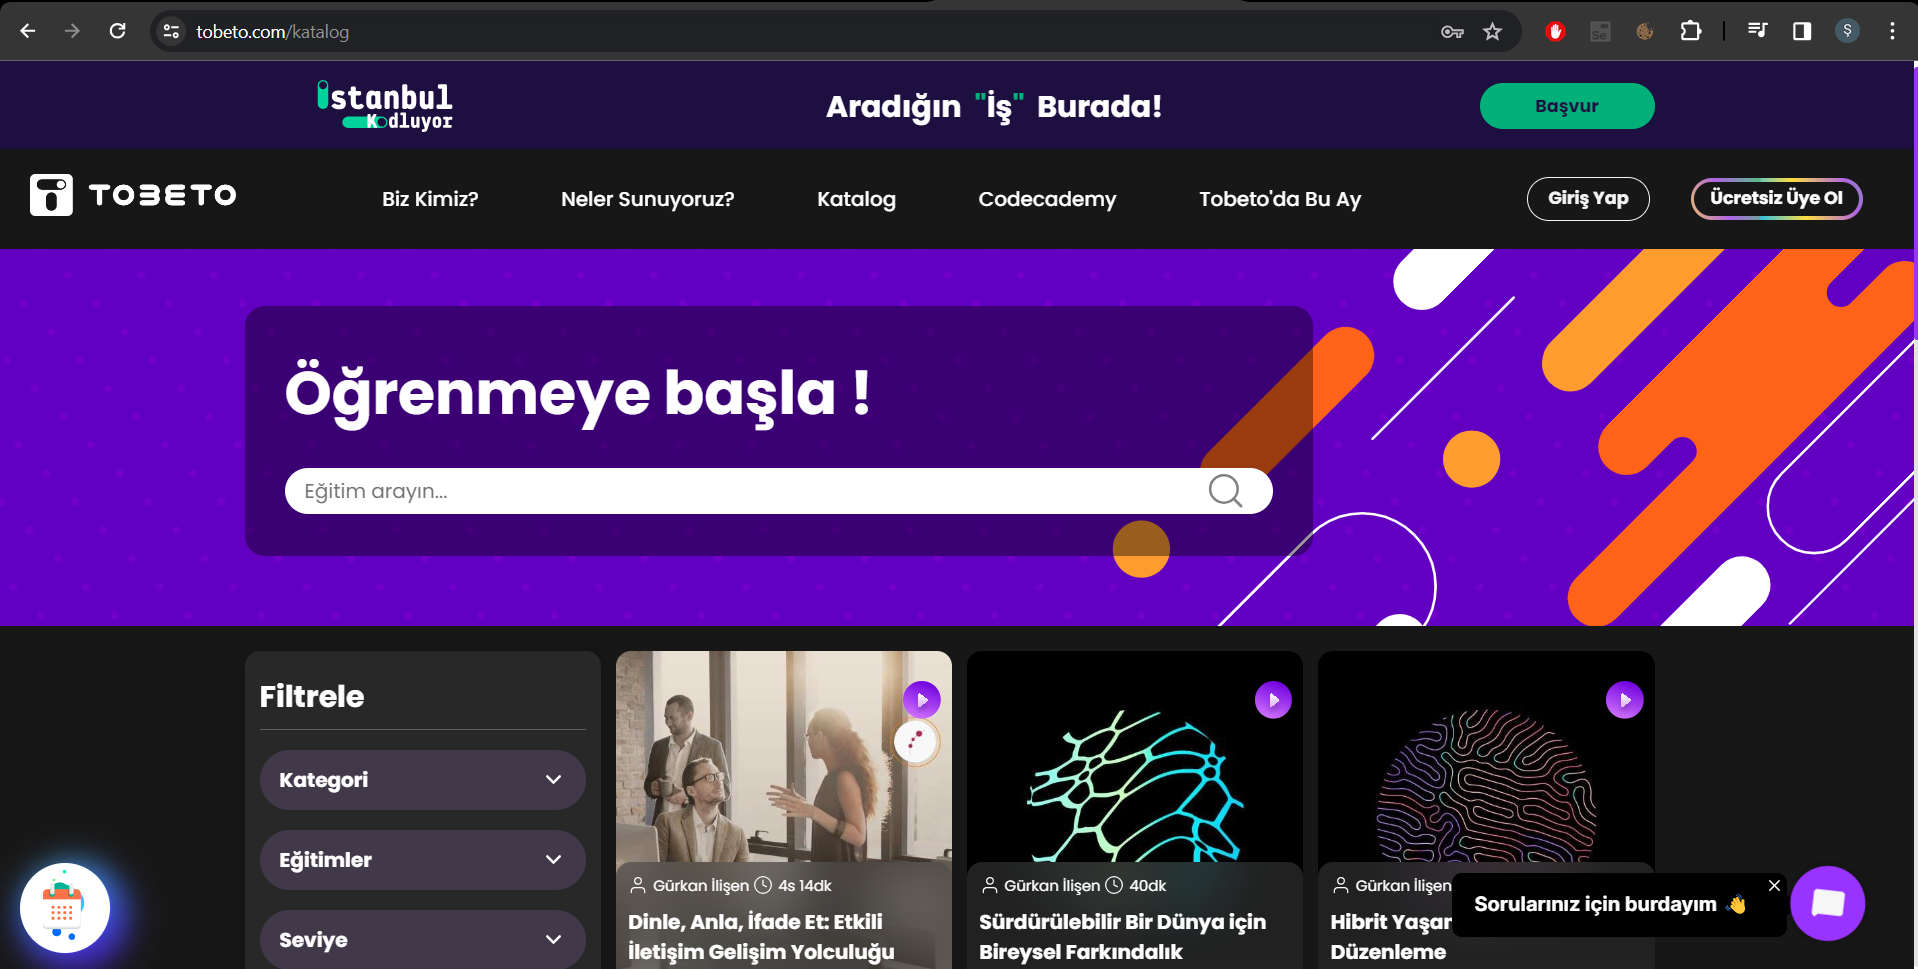 tobeto.com/katalog
Se
Ş
istanbul
Kodluyor
Aradığın "İş" Burada!
Başvur
TOBETO
Biz Kimiz?
Neler Sunuyoruz?
Katalog
Codecademy
Tobeto'da Bu Ay
Giriş Yap
Ücretsiz Üye Ol
Öğrenmeye başla !
Eğitim arayın...
Filtrele
Kategori
Eğitimler
Seviye
Gürkan İlişen 4s 14dk
Dinle, Anla, İfade Et: Etkili
İletişim Gelişim Yolculuğu
Gürkan İlişen 40dk
Sürdürülebilir Bir Dünya için
Bireysel Farkındalık
Gürkan İlişen
Hibrit Yaşar
Düzenleme
Sorularınız için burdayım 👋